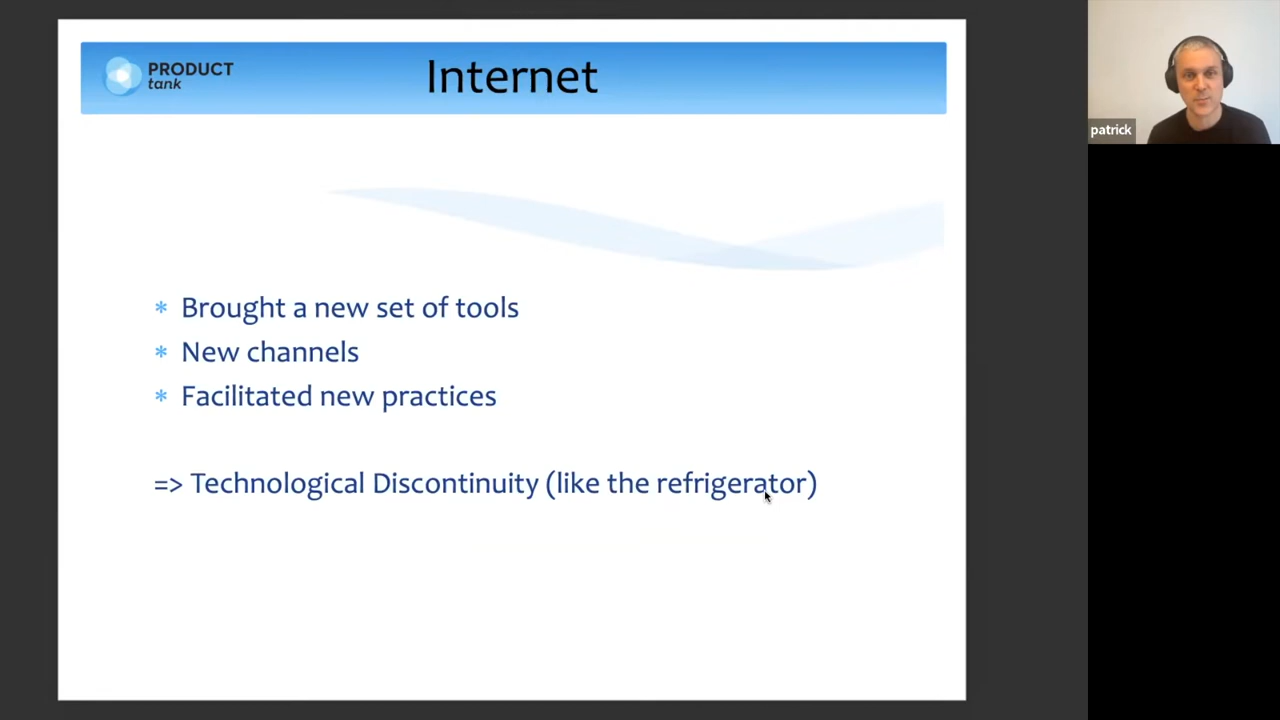 PRODUCT
tank
Internet
patrick
* Brought a new set of tools
* New channels
* Facilitated new practices
=> Technological Discontinuity (like the refrigerator)